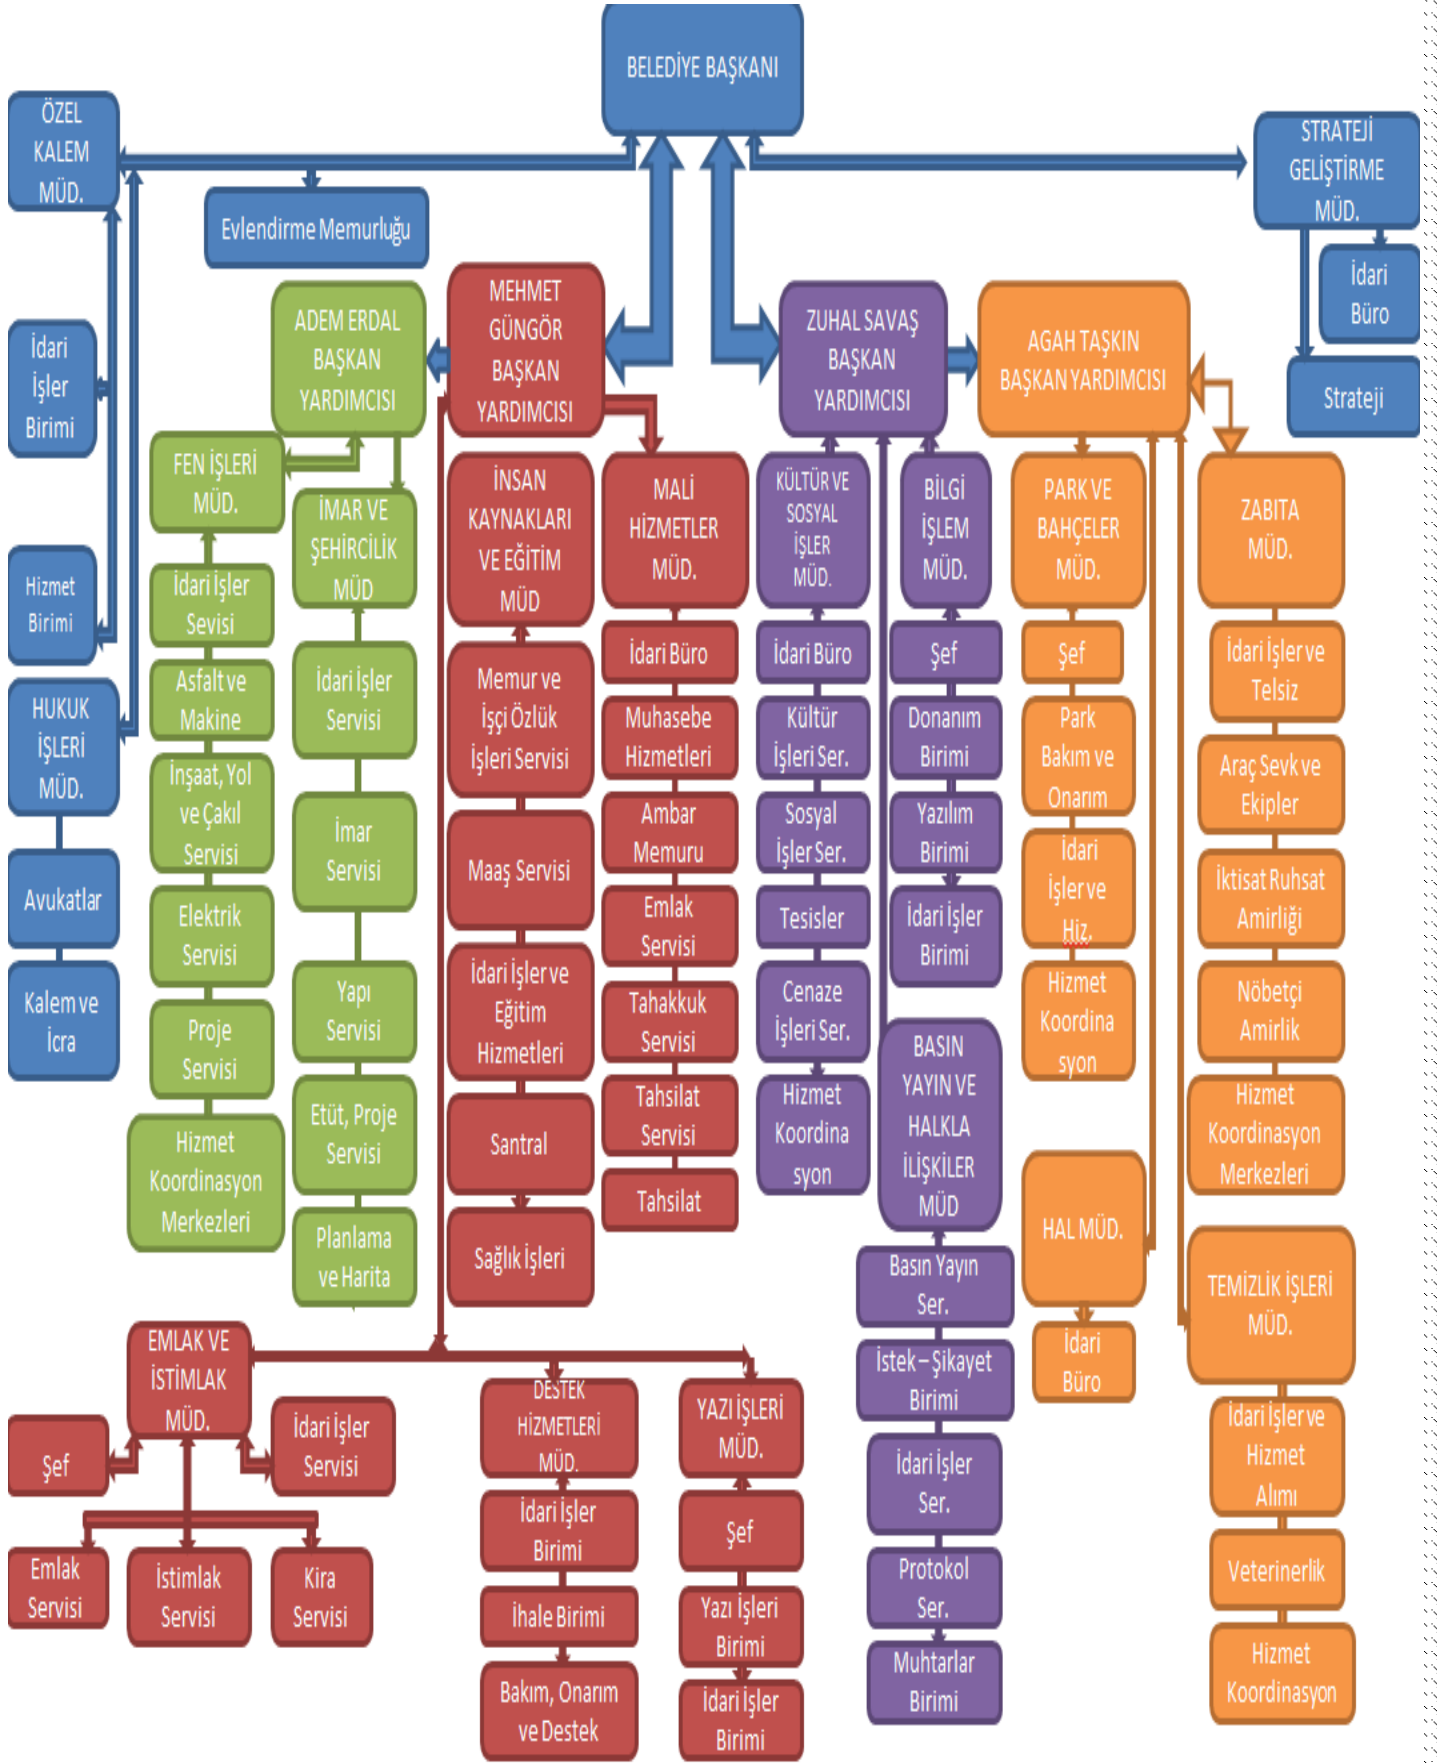 BELEDİYE BAŞKANI
ÖZEL
KALEM
MÜD.
STRATEJİ
GELİŞTİRME
MÜD.
Evlendirme Memurluğu
İdari
Büro
Strateji
İdari
İşler
Birimi
Hizmet
Birimi
HUKUK
İŞLERİ
MÜD.
Avukatlar
Kalem ve
İcra
ADEM ERDAL
BAŞKAN
YARDIMCISI
MEHMET
GÜNGÖR
BAŞKAN
YARDIMCISI
ZUHAL SAVAŞ
BAŞKAN
YARDIMCISI
AGAH TAŞKIN
BAŞKAN YARDIMCISI
FEN İŞLERİ
MÜD.
İdari İşler
Sevisi
Asfalt ve
Makine
İnşaat, Yol
ve Çakıl
Servisi
Elektrik
Servisi
Proje
Servisi
Hizmet
Koordinasyon
Merkezleri
İMAR VE
ŞEHİRCİLİK
MÜD
İdari İşler
Servisi
İmar
Servisi
Yapı
Servisi
Etüt, Proje
Servisi
Planlama
ve Harita
İNSAN
KAYNAKLARI
VE EĞİTİM
MÜD
Memur ve
İşçi Özlük
İşleri Servisi
Maaş Servisi
İdari İşler ve
Eğitim
Hizmetleri
Santral
Sağlık İşleri
MALİ
HİZMETLER
MÜD.
İdari Büro
Muhasebe
Hizmetleri
Ambar
Memuru
Emlak
Servisi
Tahakkuk
Servisi
Tahsilat
Servisi
Tahsilat
KÜLTÜR VE
SOSYAL
İŞLER
MÜD.
İdari Büro
Kültür
İşleri Ser.
Sosyal
İşler Ser.
Tesisler
Cenaze
İşleri Ser.
Hizmet
Koordina
syon
BİLGİ
İŞLEM
MÜD.
Şef
Donanım
Birimi
Yazılım
Birimi
İdari İşler
Birimi
BASIN
YAYIN VE
HALKLA
İLİŞKİLER
MÜD
Basın Yayın
Ser.
İstek – Şikayet
Birimi
İdari İşler
Ser.
Protokol
Ser.
Muhtarlar
Birimi
PARK VE
BAHÇELER
MÜD.
Şef
Park
Bakım ve
Onarım
İdari
İşler ve
Hiz.
Hizmet
Koordina
syon
HAL MÜD.
İdari
Büro
ZABITA
MÜD.
İdari İşler ve
Telsiz
Araç Sevk ve
Ekipler
İktisat Ruhsat
Amirliği
Nöbetçi
Amirlik
Hizmet
Koordinasyon
Merkezleri
TEMİZLİK İŞLERİ
MÜD.
İdari İşler ve
Hizmet
Alımı
Veterinerlik
Hizmet
Koordinasyon
EMLAK VE
İSTİMLAK
MÜD.
Şef
İdari İşler
Servisi
Emlak
Servisi
İstimlak
Servisi
Kira
Servisi
DESTEK
HİZMETLERİ
MÜD.
İdari İşler
Birimi
İhale Birimi
Bakım, Onarım
ve Destek
YAZI İŞLERİ
MÜD.
Şef
Yazı İşleri
Birimi
İdari İşler
Birimi